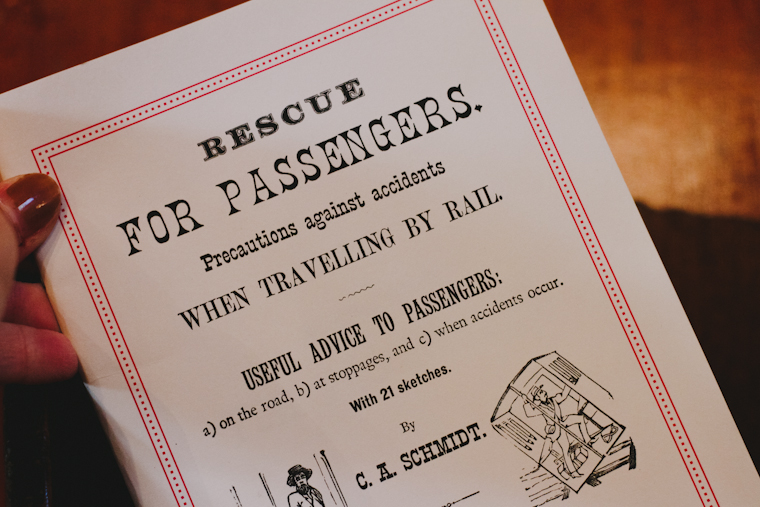 RESCUE
FOR PASSENGERS.
Precautions against accidents
WHEN TRAVELLING BY RAIL.
USEFUL ADVICE TO PASSENGERS:
a) on the road, b) at stoppages, and c) when accidents occur.
With 21 sketches.
By
C. A. SCHMIDT.